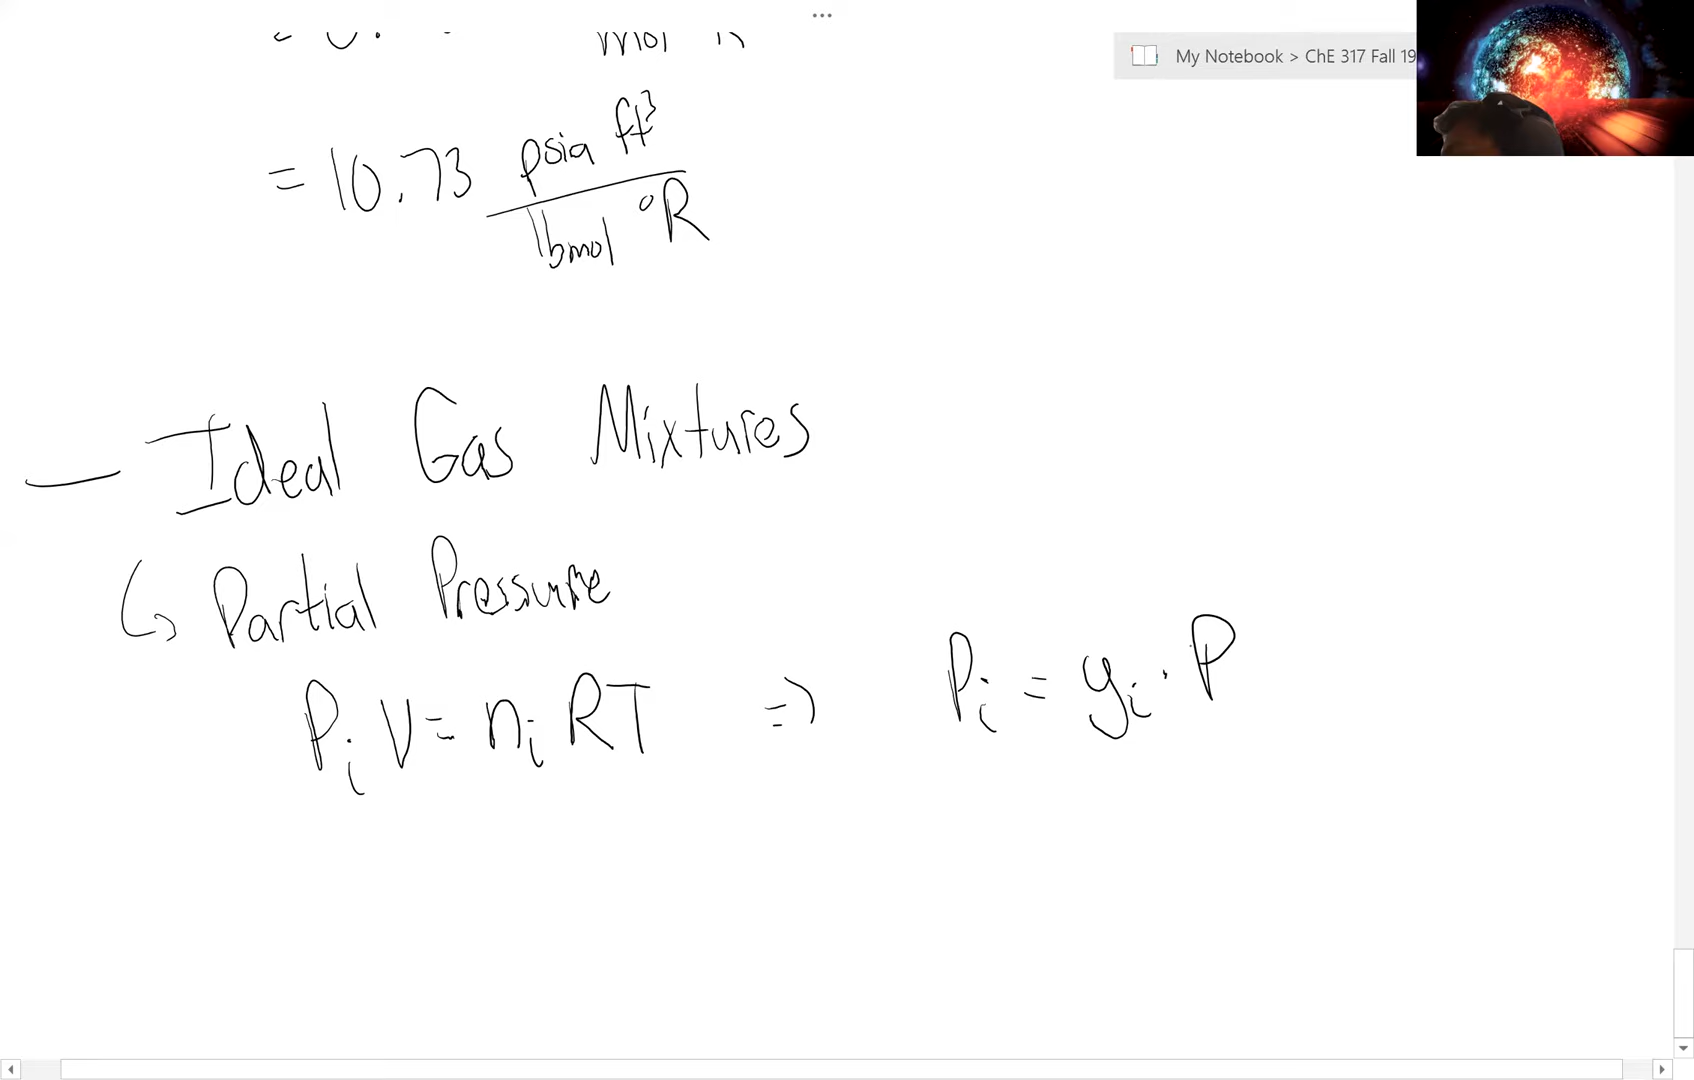 My Notebook > ChE 317 Fall 19
= 10.73 psia ft³ / lbmol °R
— Ideal Gas Mixtures
↳ Partial Pressure
Pᵢ V = nᵢ RT ⇒ Pᵢ = yᵢ · P